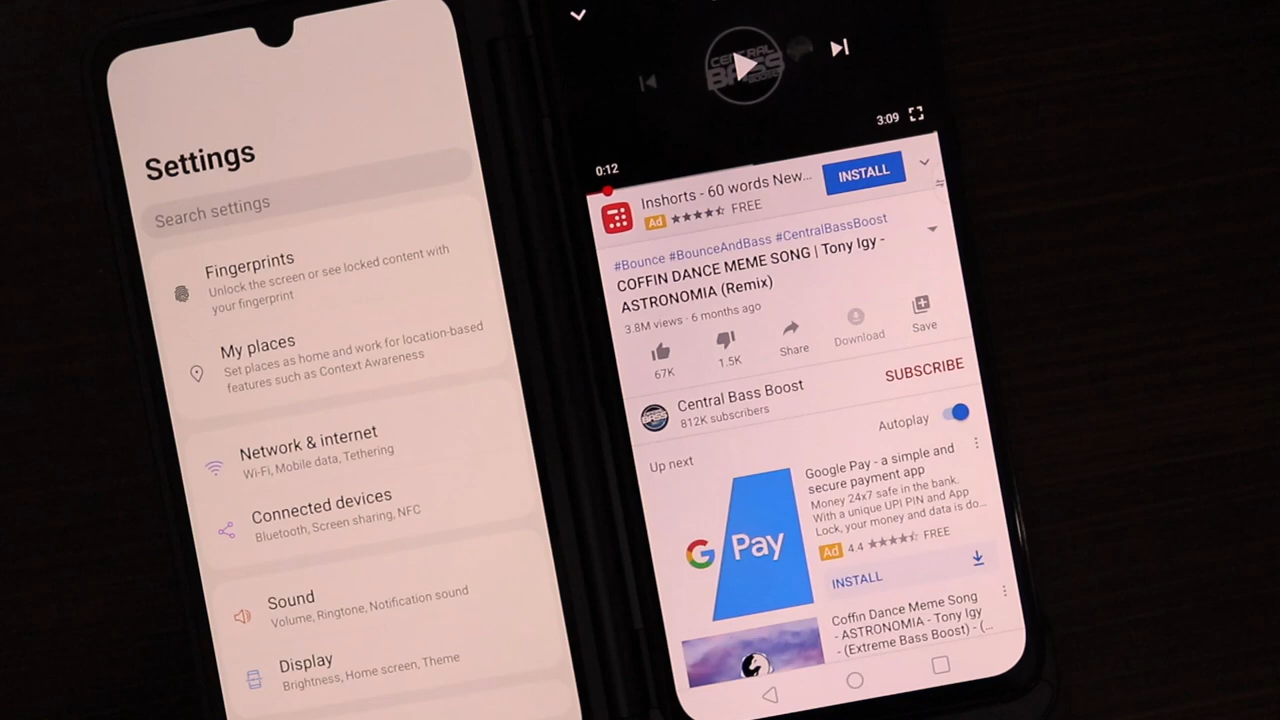 Settings
Search settings
Fingerprints
Unlock the screen or see locked content with
your fingerprint
My places
Set places as home and work for location-based
features such as Context Awareness
Network & internet
Wi-Fi, Mobile data, Tethering
Connected devices
Bluetooth, Screen sharing, NFC
Sound
Volume, Ringtone, Notification sound
Display
Brightness, Home screen, Theme
CENTRAL
BASS
BOOST
0:12
3:09
Inshorts - 60 words New...
Ad FREE
INSTALL
#Bounce #BounceAndBass #CentralBassBoost
COFFIN DANCE MEME SONG | Tony Igy -
ASTRONOMIA (Remix)
3.8M views · 6 months ago
67K
1.5K
Share
Download
Save
BASS
Central Bass Boost
812K subscribers
SUBSCRIBE
Autoplay
Up next
G Pay
Google Pay - a simple and
secure payment app
Money 24x7 safe in the bank.
With a unique UPI PIN and App
Lock, your money and data is do...
Ad 4.4 FREE
INSTALL
Coffin Dance Meme Song
- ASTRONOMIA - Tony Igy
- (Extreme Bass Boost) - (...